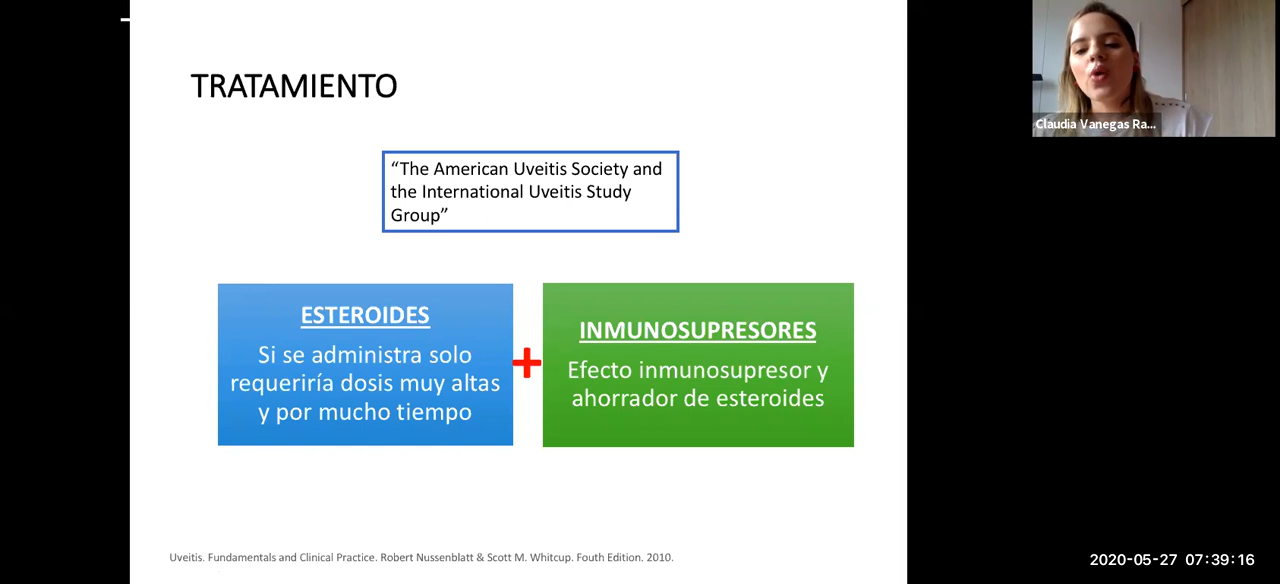 TRATAMIENTO
“The American Uveitis Society and
the International Uveitis Study
Group”
ESTEROIDES
Si se administra solo
requeriría dosis muy altas
y por mucho tiempo
+
INMUNOSUPRESORES
Efecto inmunosupresor y
ahorrador de esteroides
Uveitis. Fundamentals and Clinical Practice. Robert Nussenblatt & Scott M. Whitcup. Fouth Edition. 2010.
Claudia Vanegas Ra...
2020-05-27 07:39:16